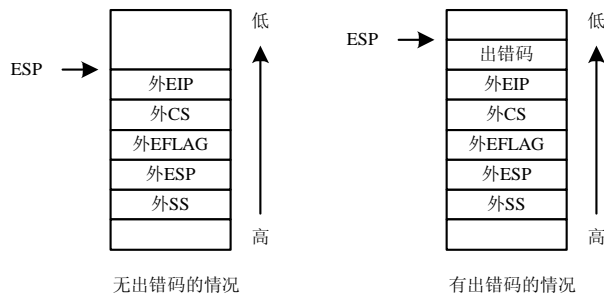 低
ESP
外EIP
外CS
外EFLAG
外ESP
外SS
高
无出错码的情况
低
ESP
出错码
外EIP
外CS
外EFLAG
外ESP
外SS
高
有出错码的情况